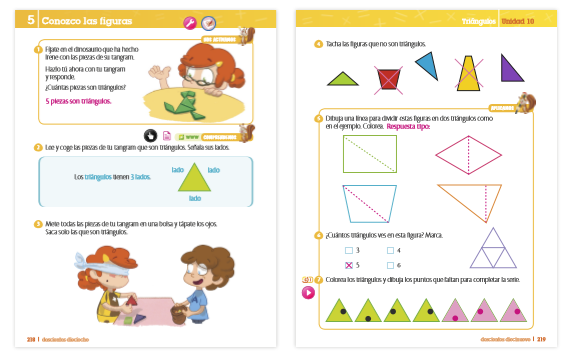 5 Conozco las figuras
NOS ACTIVAMOS
1 Fíjate en el dinosaurio que ha hecho
Irene con las piezas de su tangram.
Hazlo tú ahora con tu tangram
y responde.
¿Cuántas piezas son triángulos?
5 piezas son triángulos.
www COMPRENDEMOS
2 Lee y coge las piezas de tu tangram que son triángulos. Señala sus lados.
Los triángulos tienen 3 lados.
lado
lado
lado
3 Mete todas las piezas de tu tangram en una bolsa y tápate los ojos.
Saca solo las que son triángulos.
218 | doscientos dieciocho
Triángulos Unidad 10
4 Tacha las figuras que no son triángulos.
APLICAMOS
5 Dibuja una línea para dividir estas figuras en dos triángulos como
en el ejemplo. Colorea. Respuesta tipo:
6 ¿Cuántos triángulos ves en esta figura? Marca.
3
4
5
6
7 Colorea los triángulos y dibuja los puntos que faltan para completar la serie.
doscientos diecinueve | 219